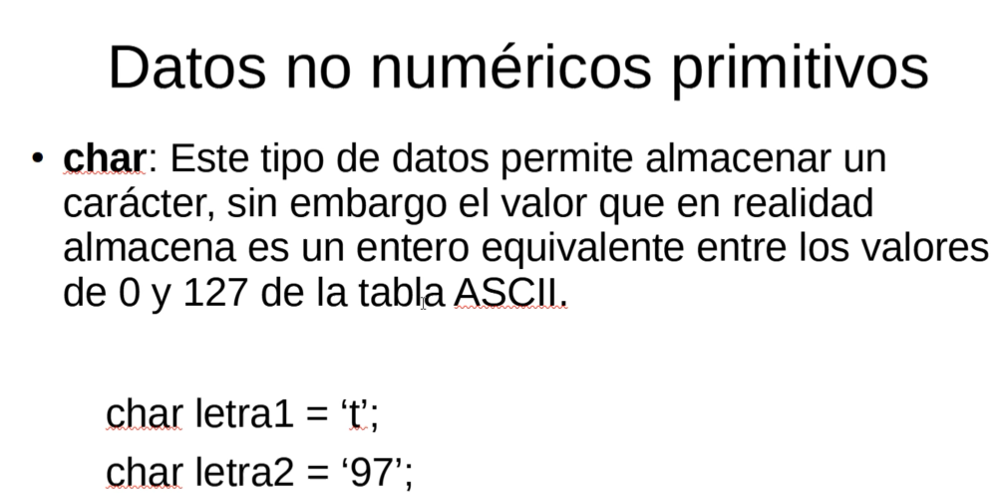 Datos no numéricos primitivos
• char: Este tipo de datos permite almacenar un
carácter, sin embargo el valor que en realidad
almacena es un entero equivalente entre los valores
de 0 y 127 de la tabla ASCII.
char letra1 = ‘t’;
char letra2 = ‘97’;